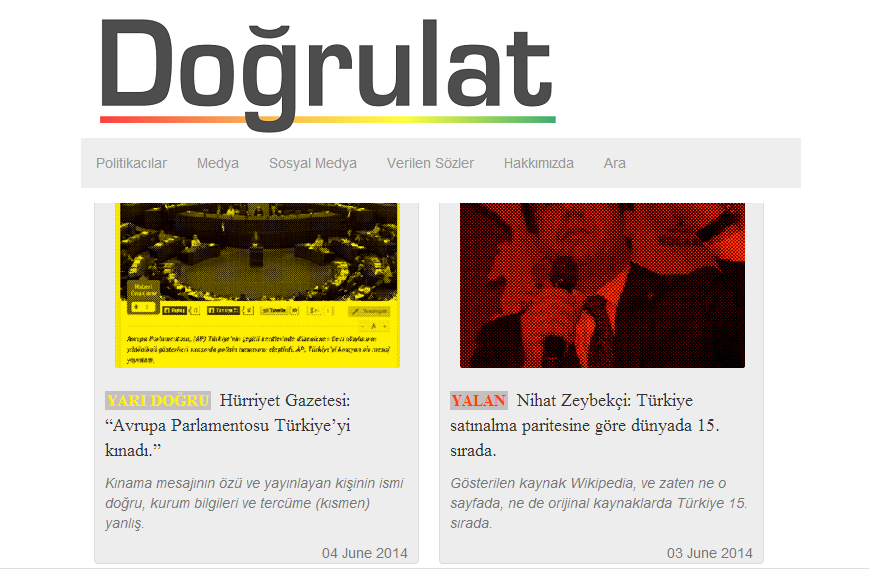 Doğrulat
Politikacılar Medya Sosyal Medya Verilen Sözler Hakkımızda Ara
YARI DOĞRU Hürriyet Gazetesi:
“Avrupa Parlamentosu Türkiye’yi
kınadı.”
Kınama mesajının özü ve yayınlayan kişinin ismi
doğru, kurum bilgileri ve tercüme (kısmen)
yanlış.
04 June 2014
YALAN Nihat Zeybekçi: Türkiye
satınalma paritesine göre dünyada 15.
sırada.
Gösterilen kaynak Wikipedia, ve zaten ne o
sayfada, ne de orijinal kaynaklarda Türkiye 15.
sırada.
03 June 2014